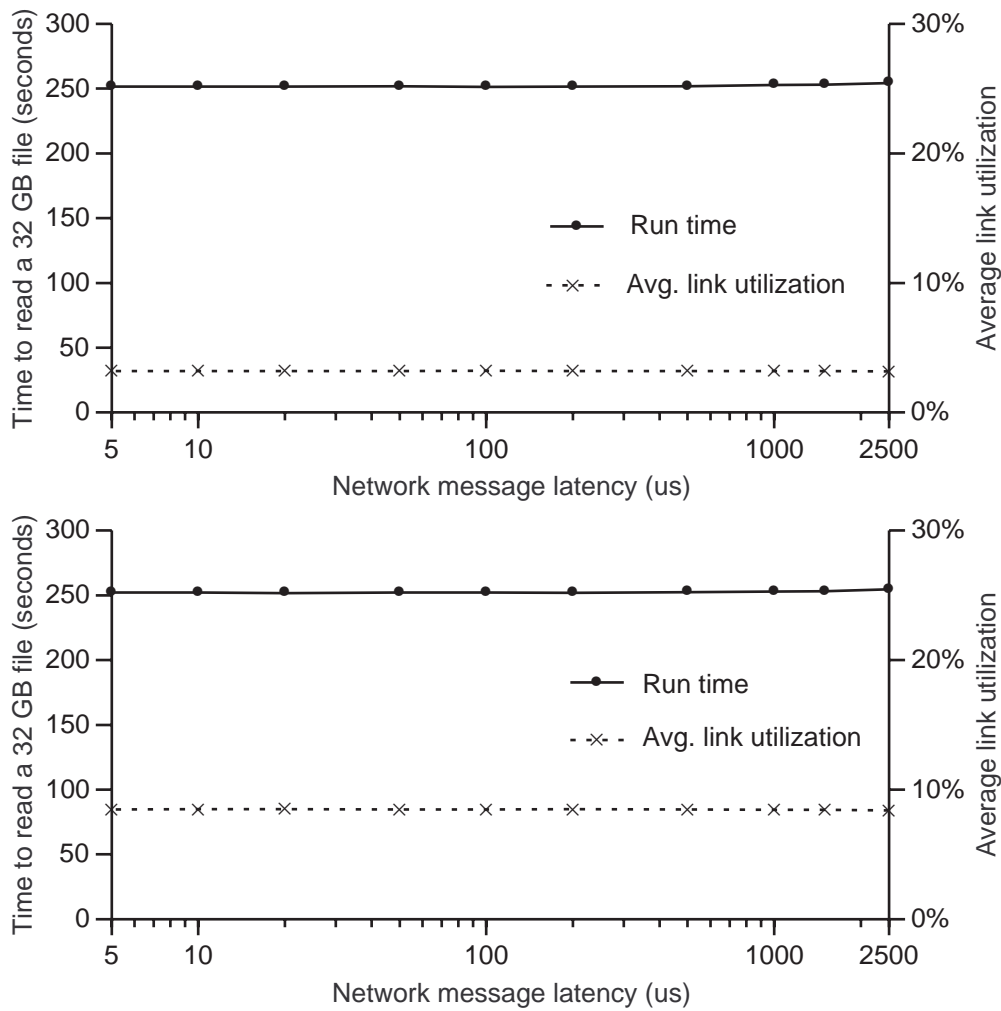 300
250
200
150
100
50
0
Time to read a 32 GB file (seconds)
30%
20%
10%
0%
Average link utilization
Run time
Avg. link utilization
5 10 100 1000 2500
Network message latency (us)
300
250
200
150
100
50
0
Time to read a 32 GB file (seconds)
30%
20%
10%
0%
Average link utilization
Run time
Avg. link utilization
5 10 100 1000 2500
Network message latency (us)